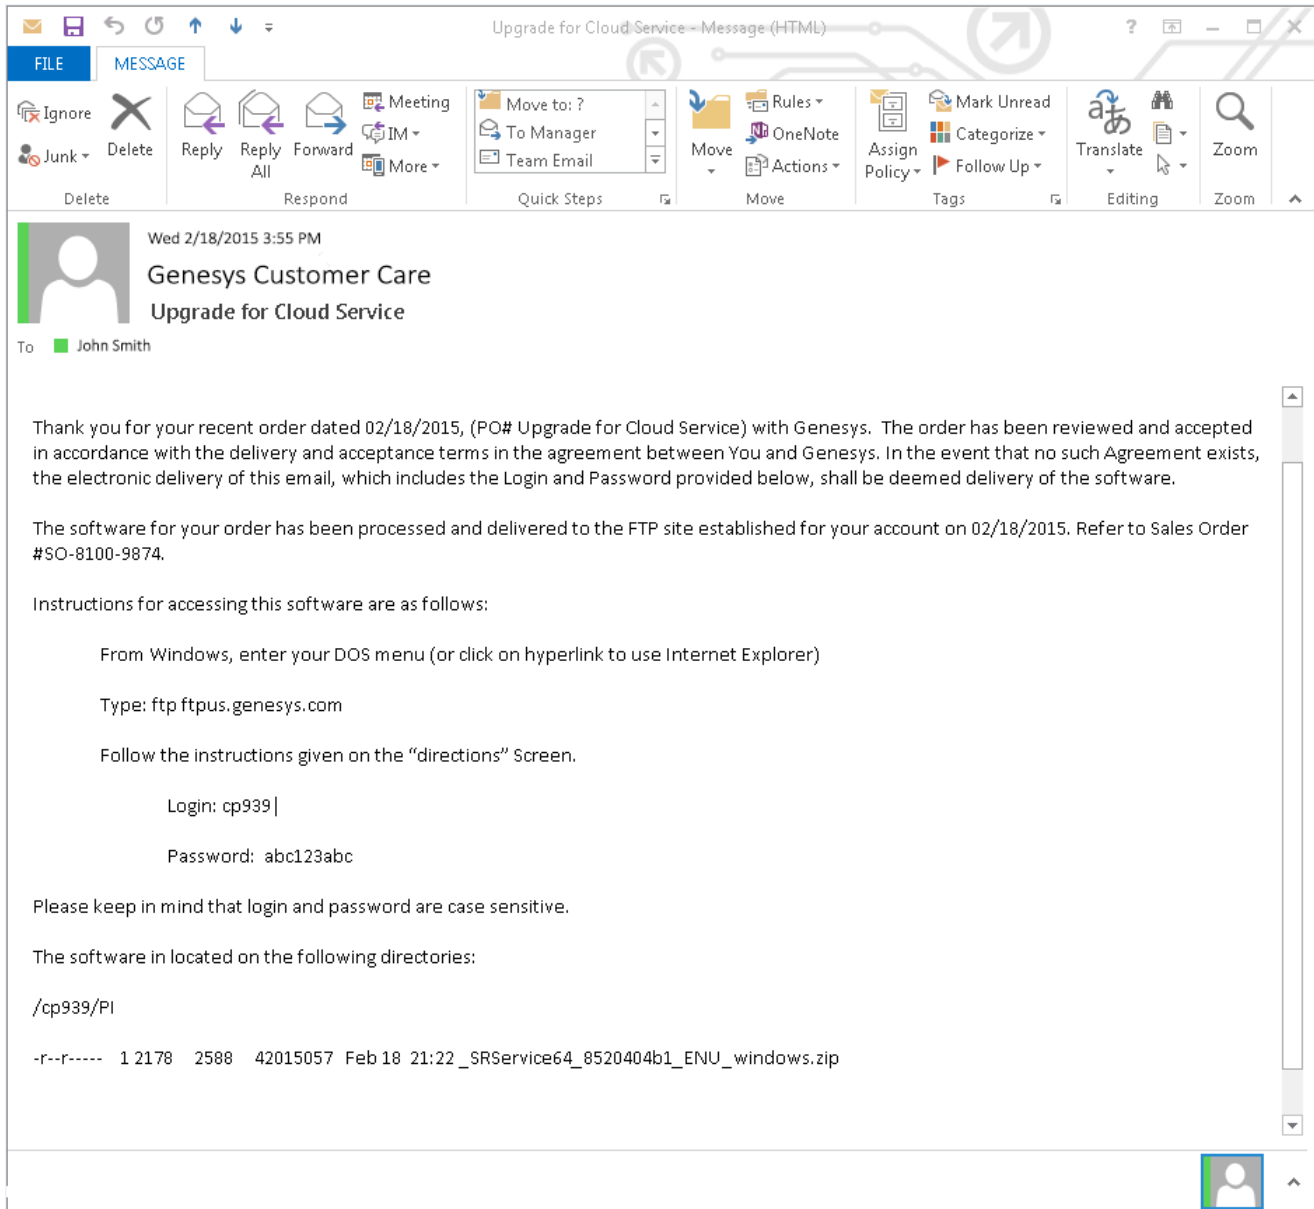 Upgrade for Cloud Service - Message (HTML)
?
FILE MESSAGE
Ignore
Junk
Delete
Reply
Reply All
Forward
Meeting
IM
More
Move to: ?
To Manager
Team Email
Move
Rules
OneNote
Actions
Assign Policy
Mark Unread
Categorize
Follow Up
aあ
Translate
Zoom
Delete Respond Quick Steps Move Tags Editing Zoom
Wed 2/18/2015 3:55 PM
Genesys Customer Care
Upgrade for Cloud Service
To John Smith
Thank you for your recent order dated 02/18/2015, (PO# Upgrade for Cloud Service) with Genesys. The order has been reviewed and accepted
in accordance with the delivery and acceptance terms in the agreement between You and Genesys. In the event that no such Agreement exists,
the electronic delivery of this email, which includes the Login and Password provided below, shall be deemed delivery of the software.
The software for your order has been processed and delivered to the FTP site established for your account on 02/18/2015. Refer to Sales Order
#SO-8100-9874.
Instructions for accessing this software are as follows:
From Windows, enter your DOS menu (or click on hyperlink to use Internet Explorer)
Type: ftp ftpus.genesys.com
Follow the instructions given on the “directions” Screen.
Login: cp939
Password: abc123abc
Please keep in mind that login and password are case sensitive.
The software in located on the following directories:
/cp939/PI
-r--r----- 1 2178 2588 42015057 Feb 18 21:22 _SRService64_8520404b1_ENU_windows.zip